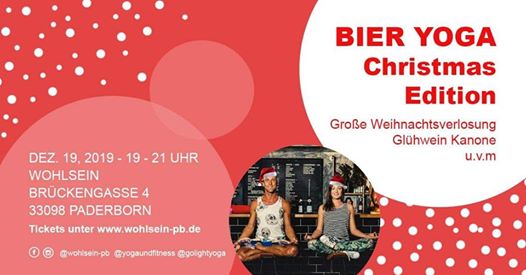 BIER YOGA
Christmas
Edition
Große Weihnachtsverlosung
Glühwein Kanone
u.v.m
DEZ. 19, 2019 - 19 - 21 UHR
WOHLSEIN
BRÜCKENGASSE 4
33098 PADERBORN
Tickets unter www.wohlsein-pb.de
@wohlsein-pb @yogaundfitness @golightyoga